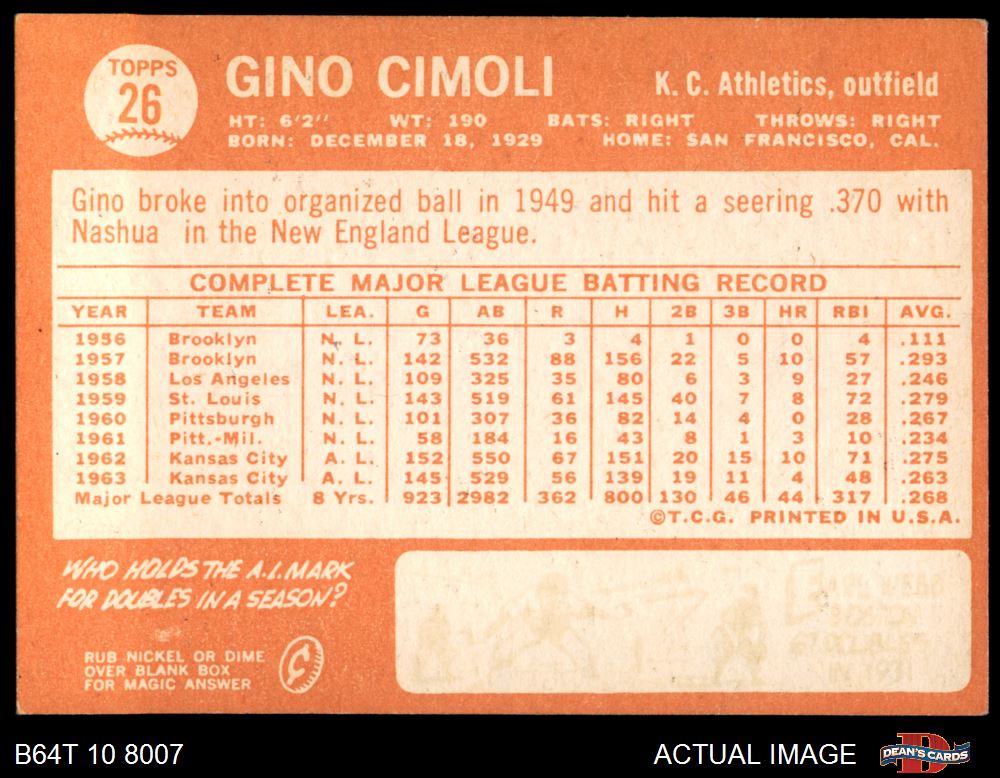 TOPPS
26
GINO CIMOLI
K. C. Athletics, outfield
HT: 6'2" WT: 190 BATS: RIGHT THROWS: RIGHT
BORN: DECEMBER 18, 1929 HOME: SAN FRANCISCO, CAL.
Gino broke into organized ball in 1949 and hit a seering .370 with
Nashua in the New England League.
COMPLETE MAJOR LEAGUE BATTING RECORD
YEAR TEAM LEA. G AB R H 2B 3B HR RBI AVG.
1956 Brooklyn N. L. 73 36 3 4 1 0 0 4 .111
1957 Brooklyn N. L. 142 532 88 156 22 5 10 57 .293
1958 Los Angeles N. L. 109 325 35 80 6 3 9 27 .246
1959 St. Louis N. L. 143 519 61 145 40 7 8 72 .279
1960 Pittsburgh N. L. 101 307 36 82 14 4 0 28 .267
1961 Pitt.-Mil. N. L. 58 184 16 43 8 1 3 10 .234
1962 Kansas City A. L. 152 550 67 151 20 15 10 71 .275
1963 Kansas City A. L. 145 529 56 139 19 11 4 48 .263
Major League Totals 8 Yrs. 923 2982 362 800 130 46 44 317 .268
©T.C.G. PRINTED IN U.S.A.
WHO HOLDS THE A.L. MARK
FOR DOUBLES IN A SEASON?
RUB NICKEL OR DIME
OVER BLANK BOX
FOR MAGIC ANSWER
B64T 10 8007
ACTUAL IMAGE
DEAN'S CARDS